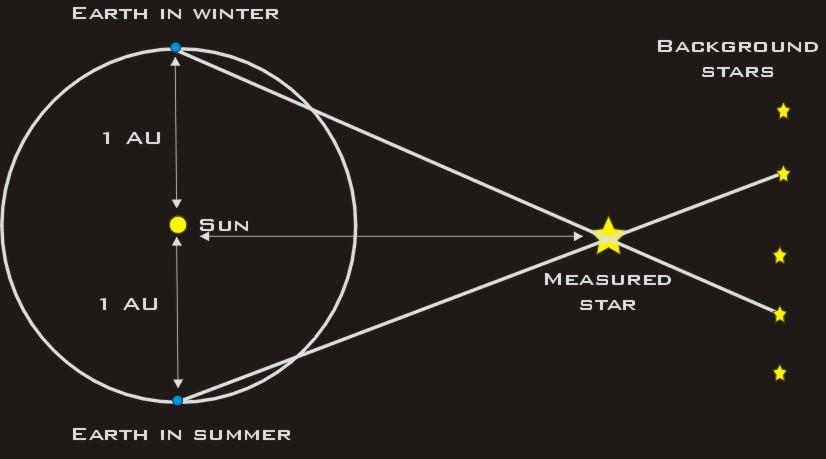 Earth in winter
Background
stars
1 AU
Sun
Measured
star
1 AU
Earth in summer